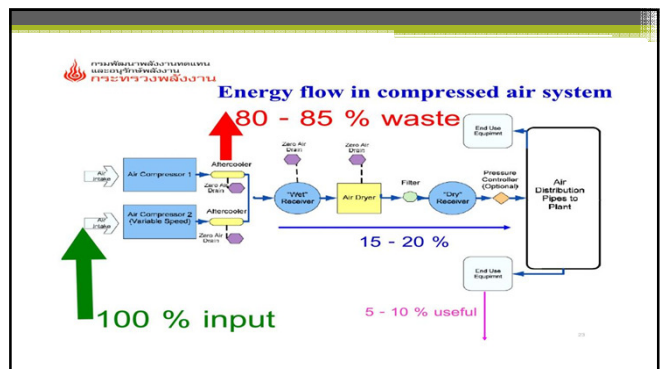 กรมพัฒนาพลังงานทดแทน
และอนุรักษ์พลังงาน
กระทรวงพลังงาน
Energy flow in compressed air system
80 - 85 % waste
End Use
Equipmnt
Zero Air
Drain
Zero Air
Drain
Aftercooler
Air
Intake
Air Compressor 1
Zero Air
Drain
"Wet"
Receiver
Air Dryer
Filter
"Dry"
Receiver
Pressure
Controller
(Optional)
Air
Distribution
Pipes to
Plant
Air
Intake
Air Compressor 2
(Variable Speed)
Aftercooler
Zero Air
Drain
15 - 20 %
End Use
Equipmnt
100 % input
5 - 10 % useful